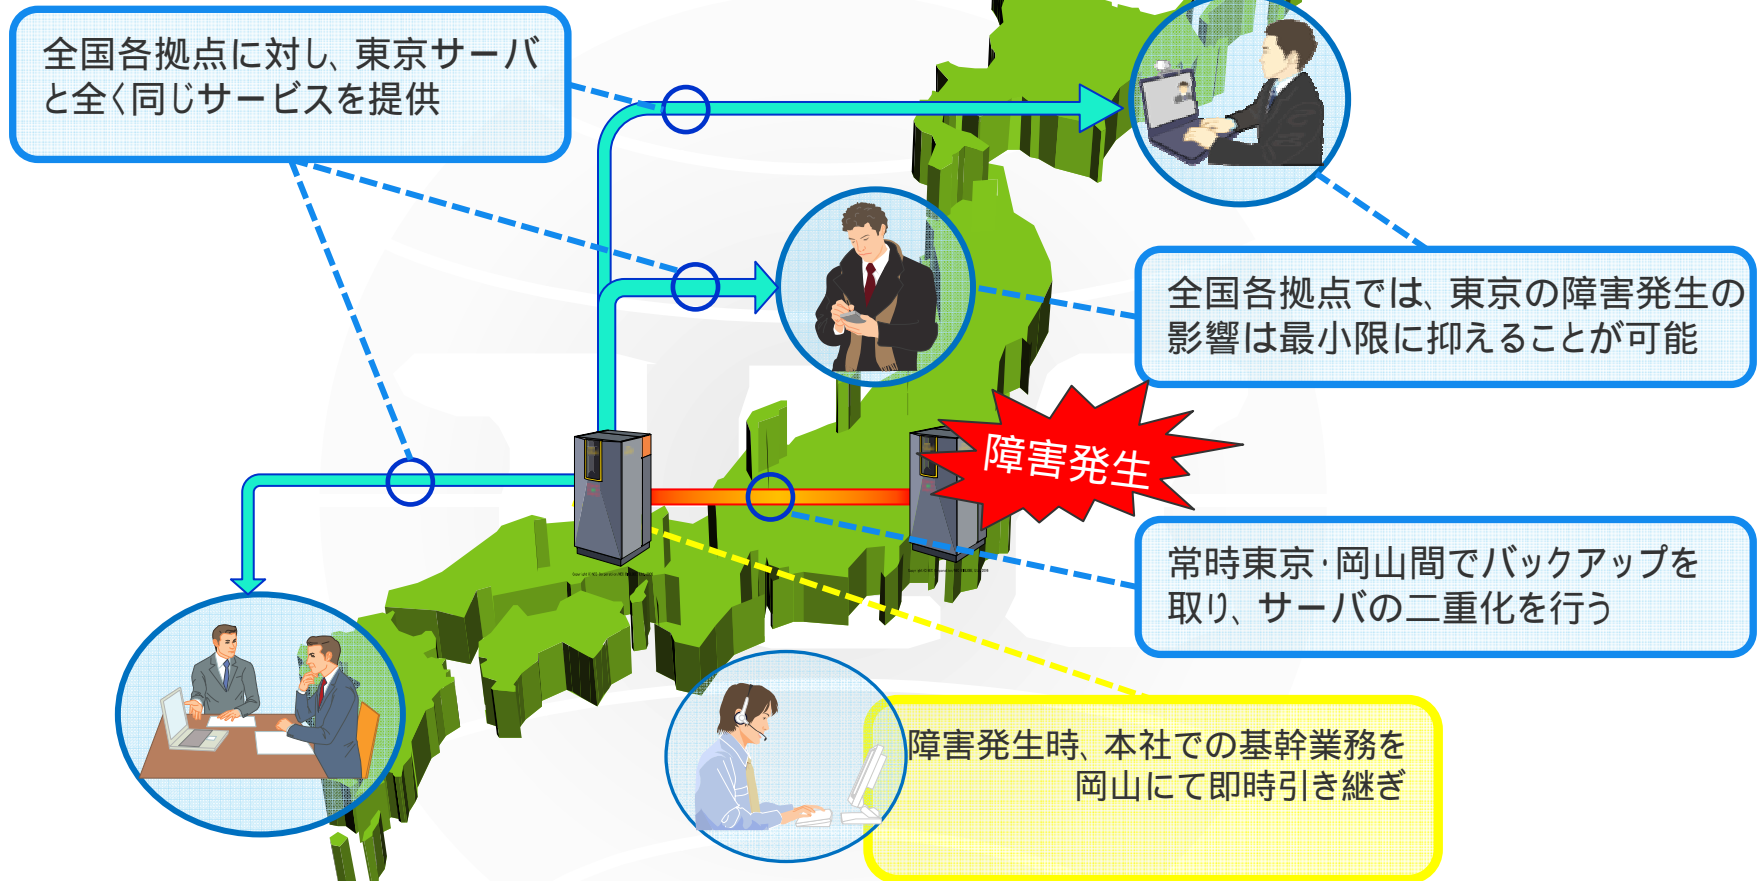 全国各拠点に対し、東京サーバ
と全く同じサービスを提供
全国各拠点では、東京の障害発生の
影響は最小限に抑えることが可能
障害発生
常時東京・岡山間でバックアップを
取り、サーバの二重化を行う
障害発生時、本社での基幹業務を
岡山にて即時引き継ぎ